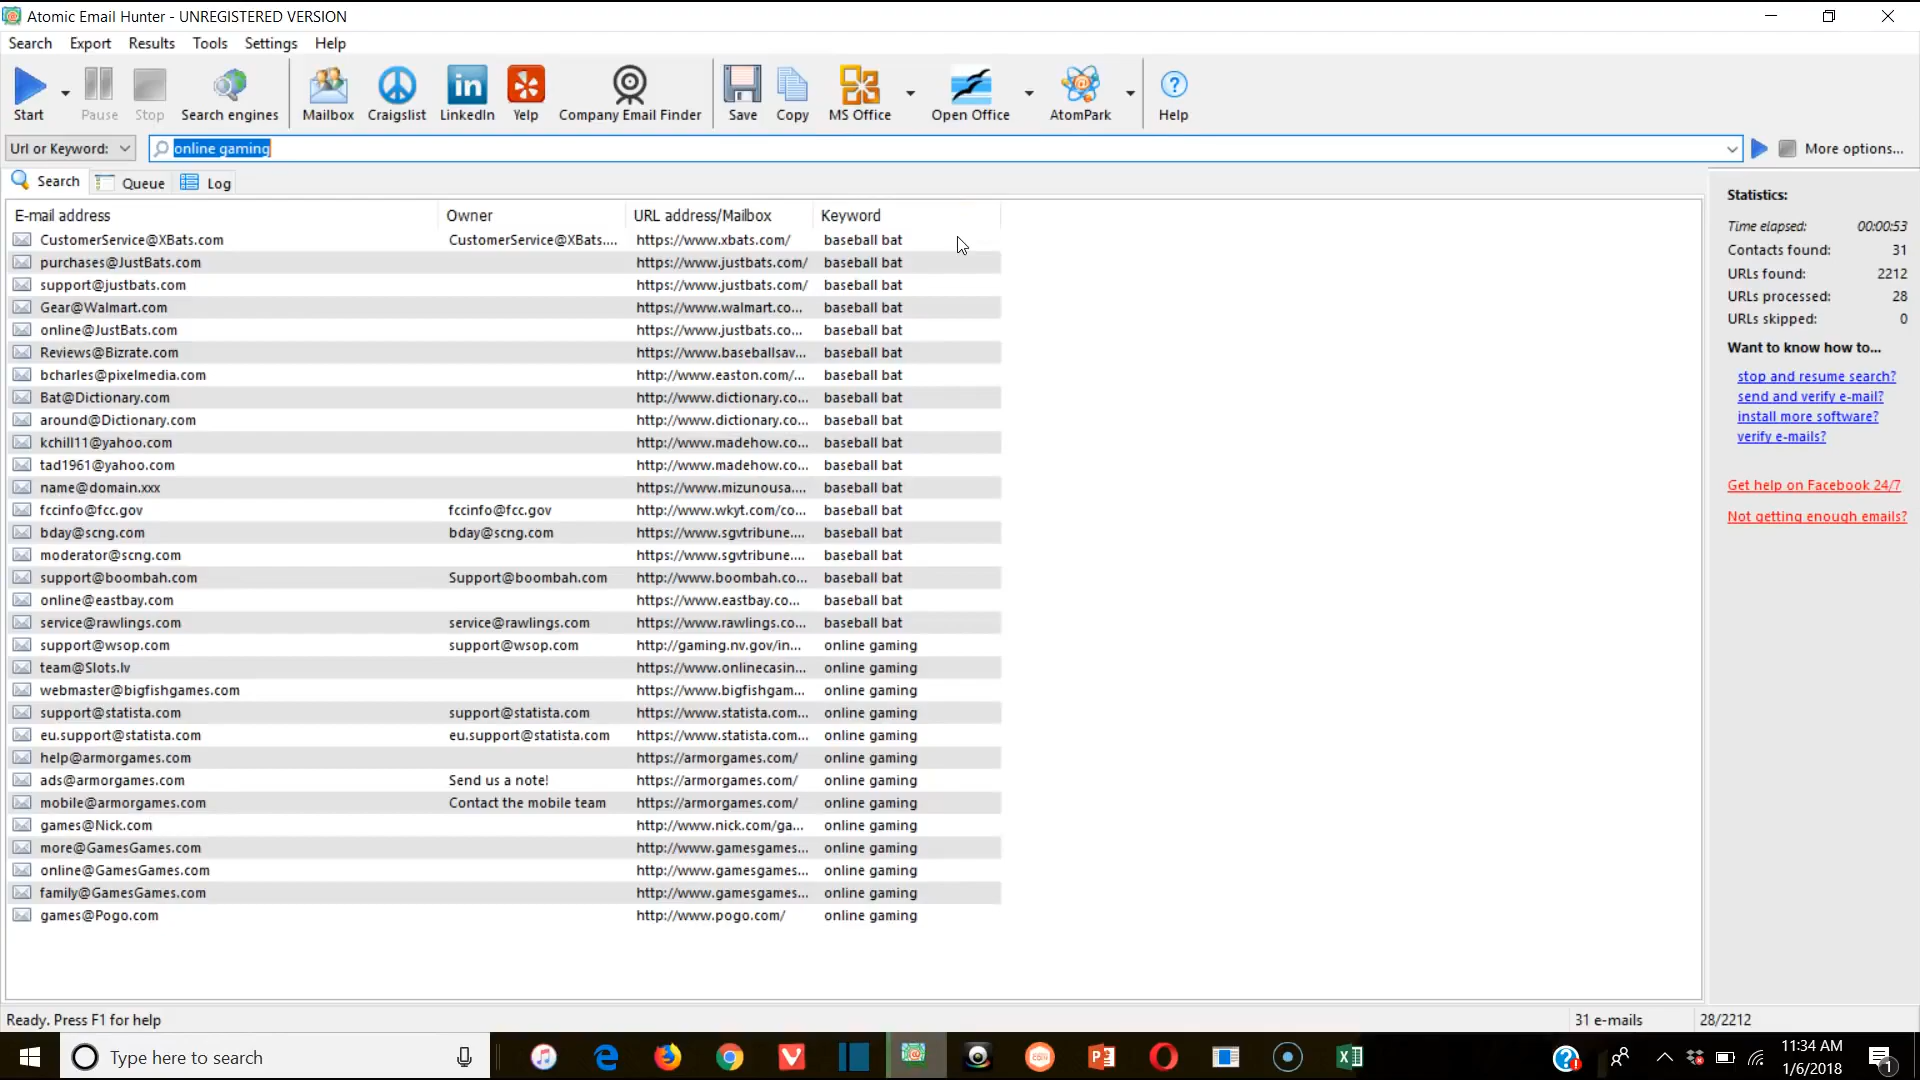 Atomic Email Hunter - UNREGISTERED VERSION
Search Export Results Tools Settings Help
Start Pause Stop Search engines Mailbox Craigslist LinkedIn Yelp Company Email Finder Save Copy MS Office Open Office AtomPark Help
Url or Keyword: online gaming More options...
Search Queue Log
E-mail address Owner URL address/Mailbox Keyword
CustomerService@XBats.com CustomerService@XBats.... https://www.xbats.com/ baseball bat
purchases@JustBats.com https://www.justbats.com/ baseball bat
support@justbats.com https://www.justbats.com/ baseball bat
Gear@Walmart.com https://www.walmart.co... baseball bat
online@JustBats.com https://www.justbats.co... baseball bat
Reviews@Bizrate.com https://www.baseballsav... baseball bat
bcharles@pixelmedia.com http://www.easton.com/... baseball bat
Bat@Dictionary.com http://www.dictionary.co... baseball bat
around@Dictionary.com http://www.dictionary.co... baseball bat
kchill11@yahoo.com http://www.madehow.co... baseball bat
tad1961@yahoo.com http://www.madehow.co... baseball bat
name@domain.xxx https://www.mizunousa.... baseball bat
fccinfo@fcc.gov fccinfo@fcc.gov http://www.wkyt.com/co... baseball bat
bday@scng.com bday@scng.com https://www.sgvtribune.... baseball bat
moderator@scng.com https://www.sgvtribune.... baseball bat
support@boombah.com Support@boombah.com http://www.boombah.co... baseball bat
online@eastbay.com https://www.eastbay.co... baseball bat
service@rawlings.com service@rawlings.com https://www.rawlings.co... baseball bat
support@wsop.com support@wsop.com http://gaming.nv.gov/in... online gaming
team@Slots.lv https://www.onlinecasin... online gaming
webmaster@bigfishgames.com https://www.bigfishgam... online gaming
support@statista.com support@statista.com https://www.statista.com... online gaming
eu.support@statista.com eu.support@statista.com https://www.statista.com... online gaming
help@armorgames.com https://armorgames.com/ online gaming
ads@armorgames.com Send us a note! https://armorgames.com/ online gaming
mobile@armorgames.com Contact the mobile team https://armorgames.com/ online gaming
games@Nick.com http://www.nick.com/ga... online gaming
more@GamesGames.com http://www.gamesgames... online gaming
online@GamesGames.com http://www.gamesgames... online gaming
family@GamesGames.com http://www.gamesgames... online gaming
games@Pogo.com http://www.pogo.com/ online gaming
Statistics:
Time elapsed: 00:00:53
Contacts found: 31
URLs found: 2212
URLs processed: 28
URLs skipped: 0
Want to know how to...
stop and resume search?
send and verify e-mail?
install more software?
verify e-mails?
Get help on Facebook 24/7
Not getting enough emails?
Ready. Press F1 for help 31 e-mails 28/2212
Type here to search
11:34 AM
1/6/2018
1